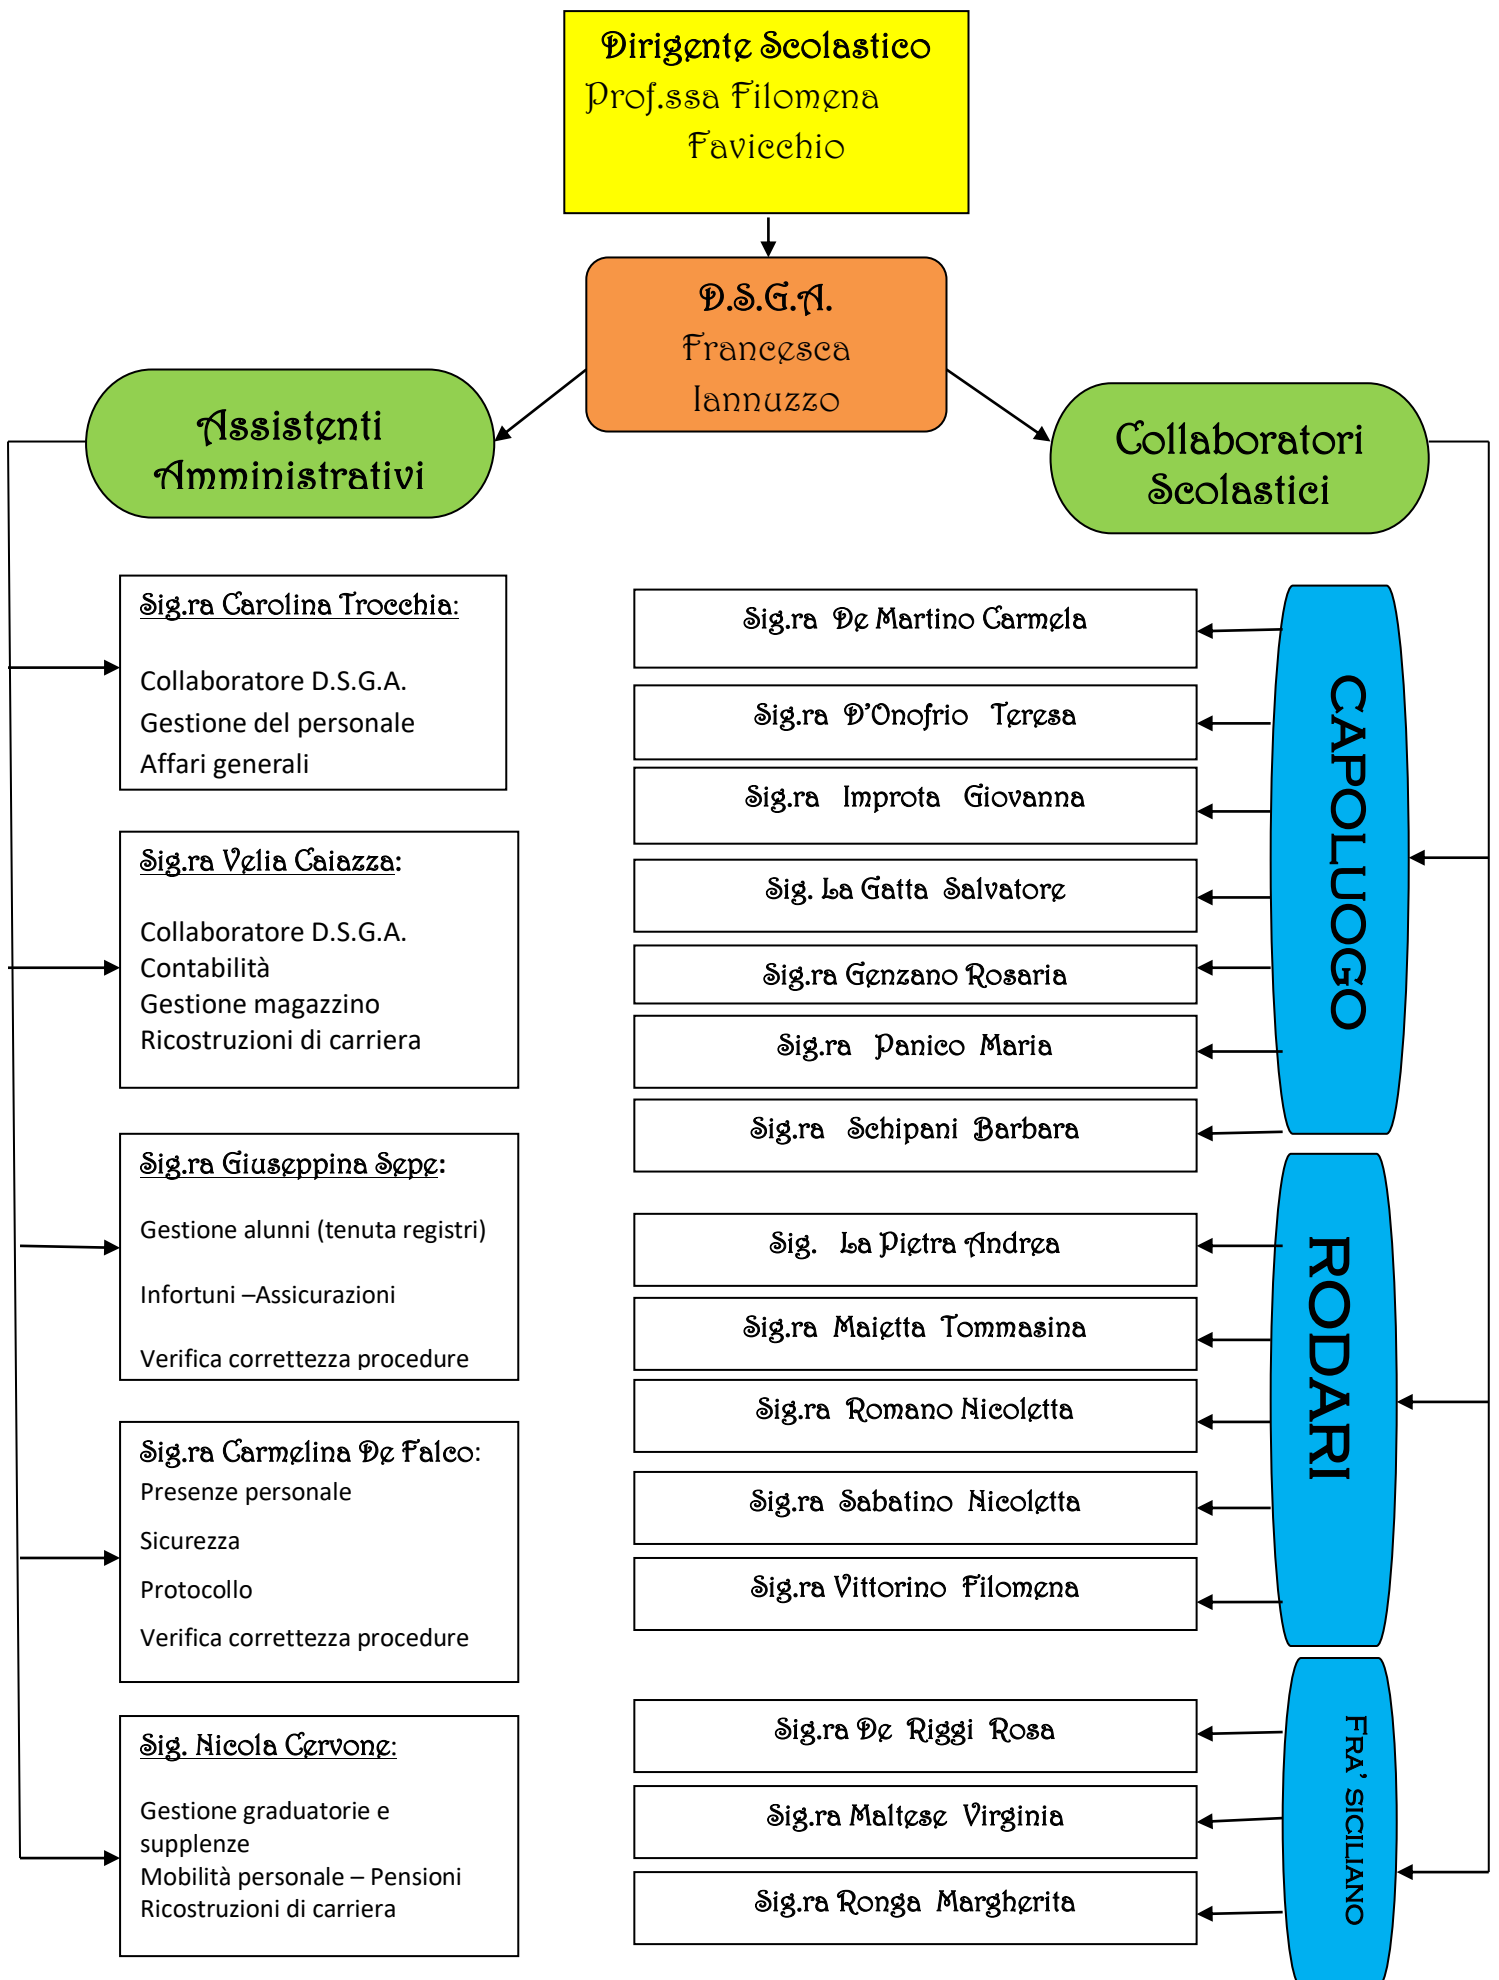 Dirigente Scolastico
Prof.ssa Filomena
Favicchio
D.S.G.A.
Francesca
Iannuzzo
Assistenti
Amministrativi
Collaboratori
Scolastici
Sig.ra Carolina Trocchia:
Collaboratore D.S.G.A.
Gestione del personale
Affari generali
Sig.ra Velia Caiazza:
Collaboratore D.S.G.A.
Contabilità
Gestione magazzino
Ricostruzioni di carriera
Sig.ra Giuseppina Sepe:
Gestione alunni (tenuta registri)
Infortuni –Assicurazioni
Verifica correttezza procedure
Sig.ra Carmelina De Falco:
Presenze personale
Sicurezza
Protocollo
Verifica correttezza procedure
Sig. Nicola Cervone:
Gestione graduatorie e
supplenze
Mobilità personale – Pensioni
Ricostruzioni di carriera
CAPOLUOGO
Sig.ra De Martino Carmela
Sig.ra D'Onofrio Teresa
Sig.ra Improta Giovanna
Sig. La Gatta Salvatore
Sig.ra Genzano Rosaria
Sig.ra Panico Maria
Sig.ra Schipani Barbara
RODARI
Sig. La Pietra Andrea
Sig.ra Maietta Tommasina
Sig.ra Romano Nicoletta
Sig.ra Sabatino Nicoletta
Sig.ra Vittorino Filomena
FRA' SICILIANO
Sig.ra De Riggi Rosa
Sig.ra Maltese Virginia
Sig.ra Ronga Margherita